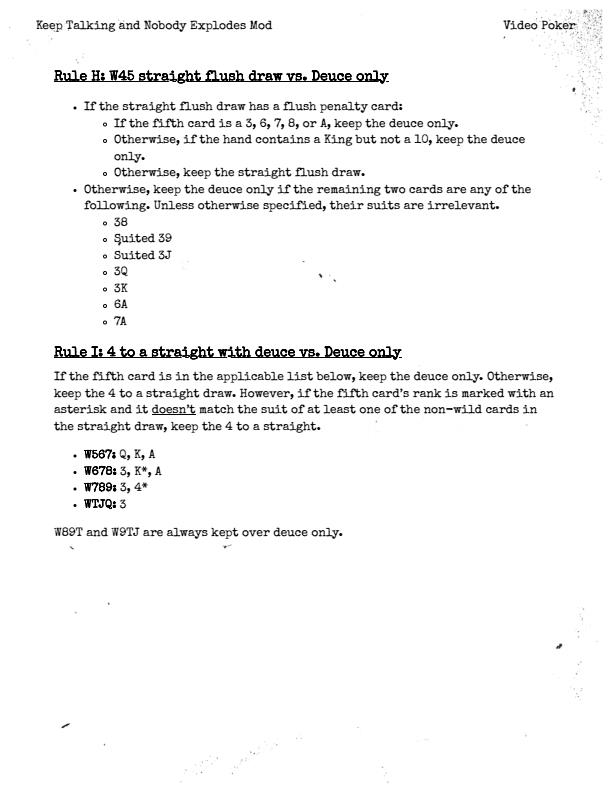 Keep Talking and Nobody Explodes Mod
Video Poker
Rule H: W45 straight flush draw vs. Deuce only
• If the straight flush draw has a flush penalty card:
◦ If the fifth card is a 3, 6, 7, 8, or A, keep the deuce only.
◦ Otherwise, if the hand contains a King but not a 10, keep the deuce
only.
◦ Otherwise, keep the straight flush draw.
• Otherwise, keep the deuce only if the remaining two cards are any of the
following. Unless otherwise specified, their suits are irrelevant.
◦ 38
◦ Suited 39
◦ Suited 3J
◦ 3Q
◦ 3K
◦ 6A
◦ 7A
Rule I: 4 to a straight with deuce vs. Deuce only
If the fifth card is in the applicable list below, keep the deuce only. Otherwise,
keep the 4 to a straight draw. However, if the fifth card's rank is marked with an
asterisk and it doesn't match the suit of at least one of the non-wild cards in
the straight draw, keep the 4 to a straight.
• W567: Q, K, A
• W678: 3, K*, A
• W789: 3, 4*
• WTJQ: 3
W89T and W9TJ are always kept over deuce only.